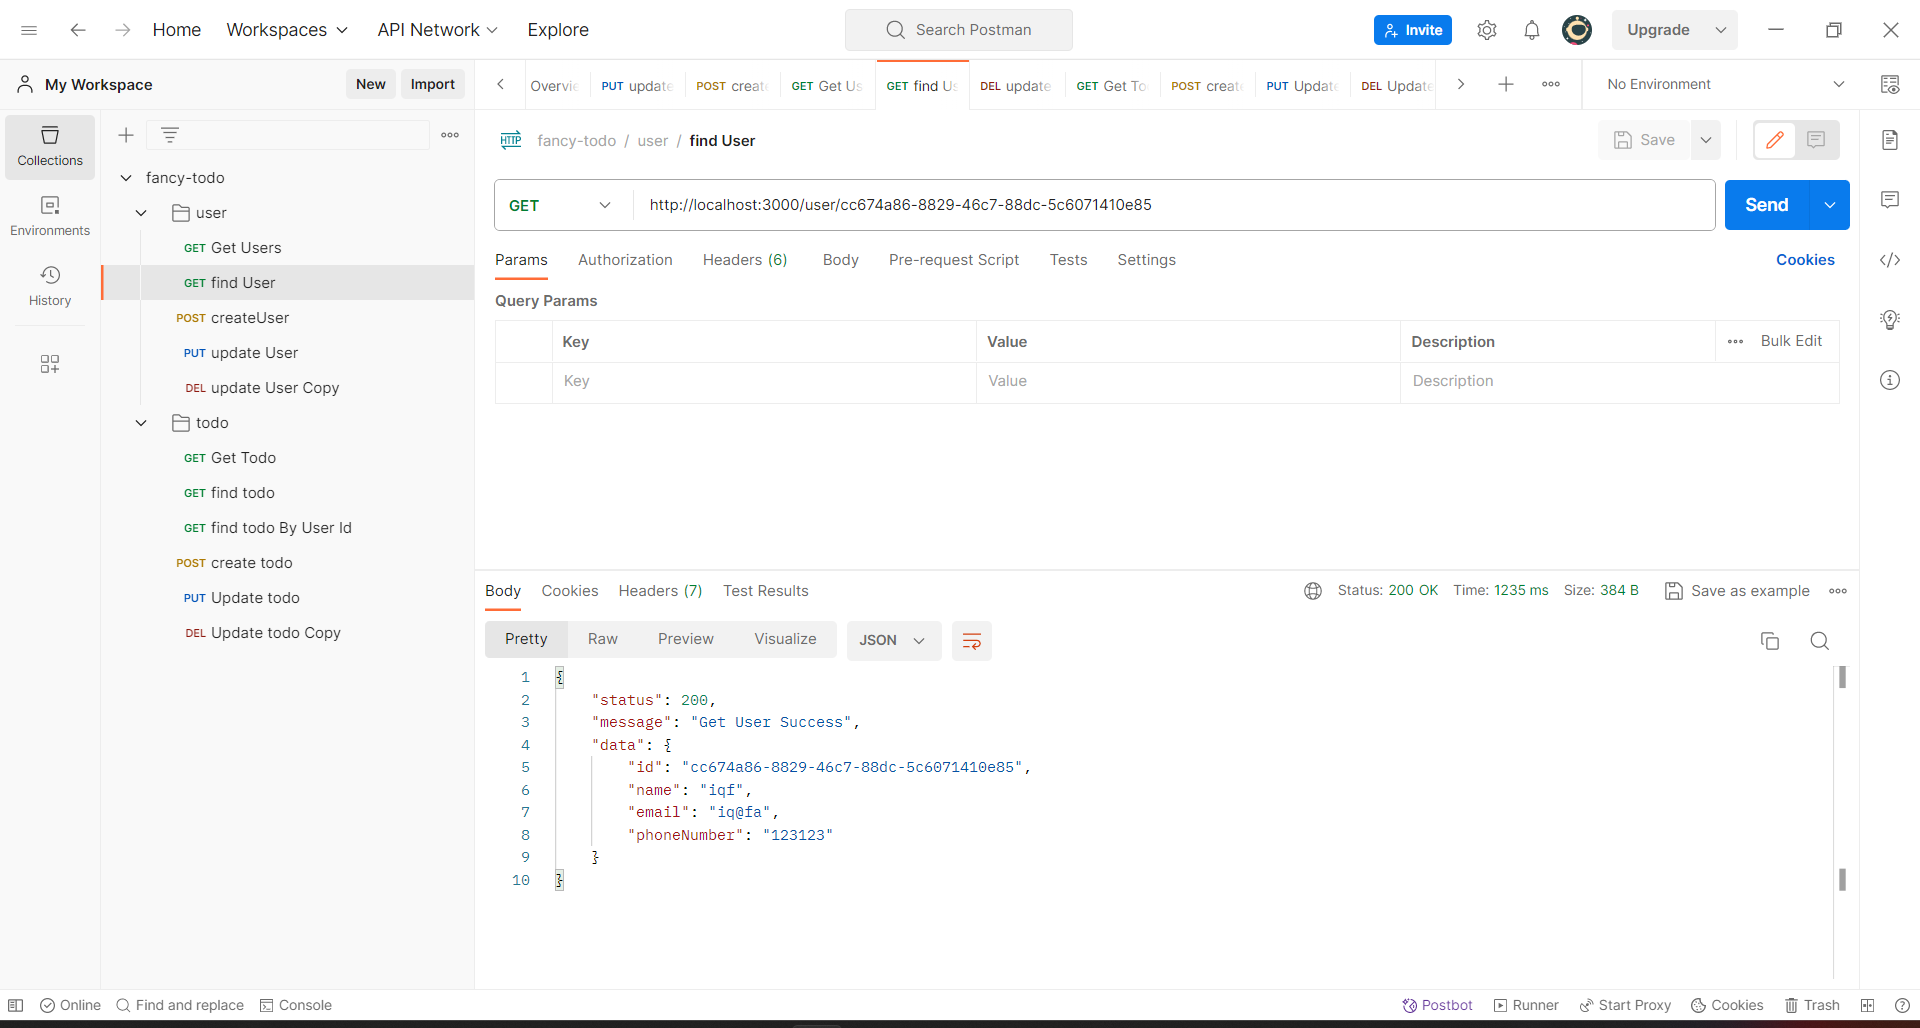 Home Workspaces API Network Explore Search Postman Invite Upgrade
My Workspace New Import
Overvie PUT update POST create GET Get Us GET find Us DEL update GET Get To POST create PUT Update DEL Update No Environment
Collections
Environments
History
fancy-todo
user
GET Get Users
GET find User
POST createUser
PUT update User
DEL update User Copy
todo
GET Get Todo
GET find todo
GET find todo By User Id
POST create todo
PUT Update todo
DEL Update todo Copy
HTTP fancy-todo / user / find User Save
GET http://localhost:3000/user/cc674a86-8829-46c7-88dc-5c6071410e85 Send
Params Authorization Headers (6) Body Pre-request Script Tests Settings Cookies
Query Params
Key Value Description Bulk Edit
Key Value Description
Body Cookies Headers (7) Test Results Status: 200 OK Time: 1235 ms Size: 384 B Save as example
Pretty Raw Preview Visualize JSON
1 {
2 "status": 200,
3 "message": "Get User Success",
4 "data": {
5 "id": "cc674a86-8829-46c7-88dc-5c6071410e85",
6 "name": "iqf",
7 "email": "iq@fa",
8 "phoneNumber": "123123"
9 }
10 }
Online Find and replace Console Postbot Runner Start Proxy Cookies Trash